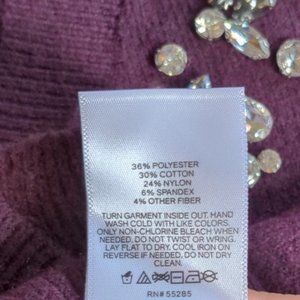 36% POLYESTER
30% COTTON
24% NYLON
6% SPANDEX
4% OTHER FIBER
TURN GARMENT INSIDE OUT. HAND
WASH COLD WITH LIKE COLORS.
ONLY NON-CHLORINE BLEACH WHEN
NEEDED. DO NOT TWIST OR WRING.
LAY FLAT TO DRY. COOL IRON ON
REVERSE IF NEEDED. DO NOT DRY
CLEAN.
RN# 55285